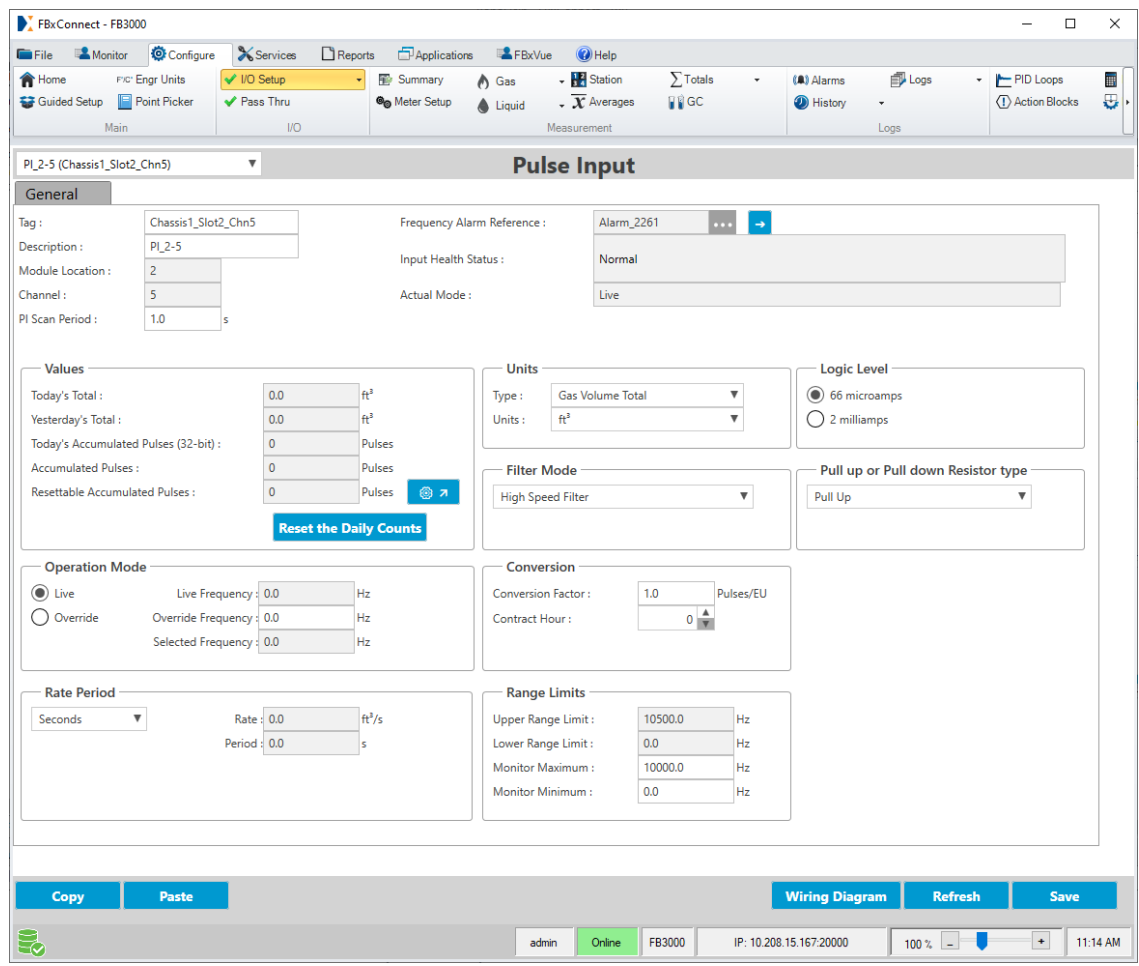 FBxConnect - FB3000
File Monitor Configure Services Reports Applications FBxVue Help
Home F/C° Engr Units I/O Setup Summary Gas Station Totals Alarms Logs PID Loops
Guided Setup Point Picker Pass Thru Meter Setup Liquid Averages GC History Action Blocks
Main I/O Measurement Logs
PI_2-5 (Chassis1_Slot2_Chn5) Pulse Input
General
Tag : Chassis1_Slot2_Chn5 Frequency Alarm Reference : Alarm_2261 ...
Description : PI_2-5
Module Location : 2 Input Health Status : Normal
Channel : 5 Actual Mode : Live
PI Scan Period : 1.0 s
Values Units Logic Level
Today's Total : 0.0 ft³ Type : Gas Volume Total 66 microamps
Yesterday's Total : 0.0 ft³ Units : ft³ 2 milliamps
Today's Accumulated Pulses (32-bit) : 0 Pulses
Accumulated Pulses : 0 Pulses Filter Mode Pull up or Pull down Resistor type
Resettable Accumulated Pulses : 0 Pulses High Speed Filter Pull Up
Reset the Daily Counts
Operation Mode Conversion
Live Live Frequency : 0.0 Hz Conversion Factor : 1.0 Pulses/EU
Override Override Frequency : 0.0 Hz Contract Hour : 0
Selected Frequency : 0.0 Hz
Rate Period Range Limits
Seconds Rate : 0.0 ft³/s Upper Range Limit : 10500.0 Hz
Period : 0.0 s Lower Range Limit : 0.0 Hz
Monitor Maximum : 10000.0 Hz
Monitor Minimum : 0.0 Hz
Copy Paste Wiring Diagram Refresh Save
admin Online FB3000 IP: 10.208.15.167:20000 100 % - + 11:14 AM